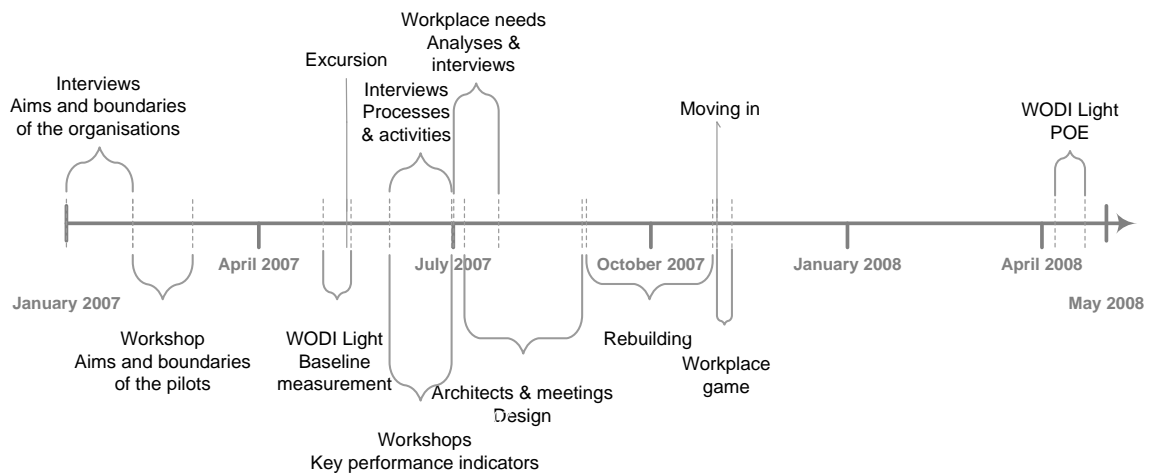 Workplace needs
Analyses &
interviews
Excursion
Interviews
Aims and boundaries
of the organisations
Interviews
Processes
& activities
Moving in
WODI Light
POE
April 2007
July 2007
October 2007
January 2008
April 2008
January 2007
May 2008
Workshop
Aims and boundaries
of the pilots
WODI Light
Baseline
measurement
Rebuilding
Workplace
game
Architects & meetings
Design
Workshops
Key performance indicators